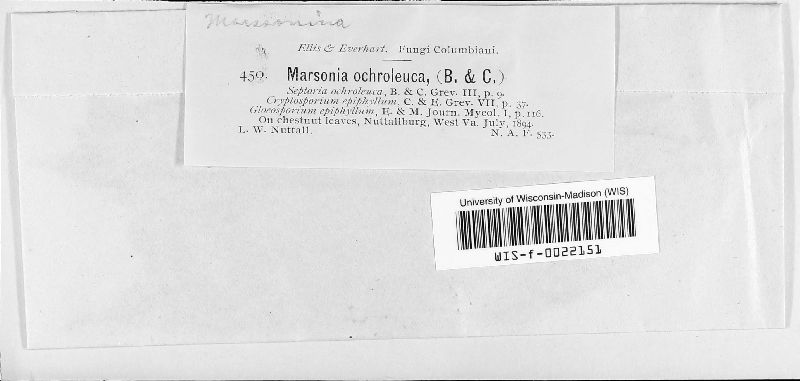 Marssonina
Ellis & Everhart. Fungi Columbiani.
450. Marsonia ochroleuca, (B. & C.)
Septoria ochroleuca, B. & C. Grev. III, p. 9.
Cryptosporium epiphyllum, C. & E. Grev. VII, p. 37.
Gloeosporium epiphyllum, E. & M. Journ. Mycol. I, p. 116.
On chestnut leaves, Nuttallburg, West Va. July, 1894.
L. W. Nuttall. N. A. F. 535.
University of Wisconsin-Madison (WIS)
WIS-f-0022151